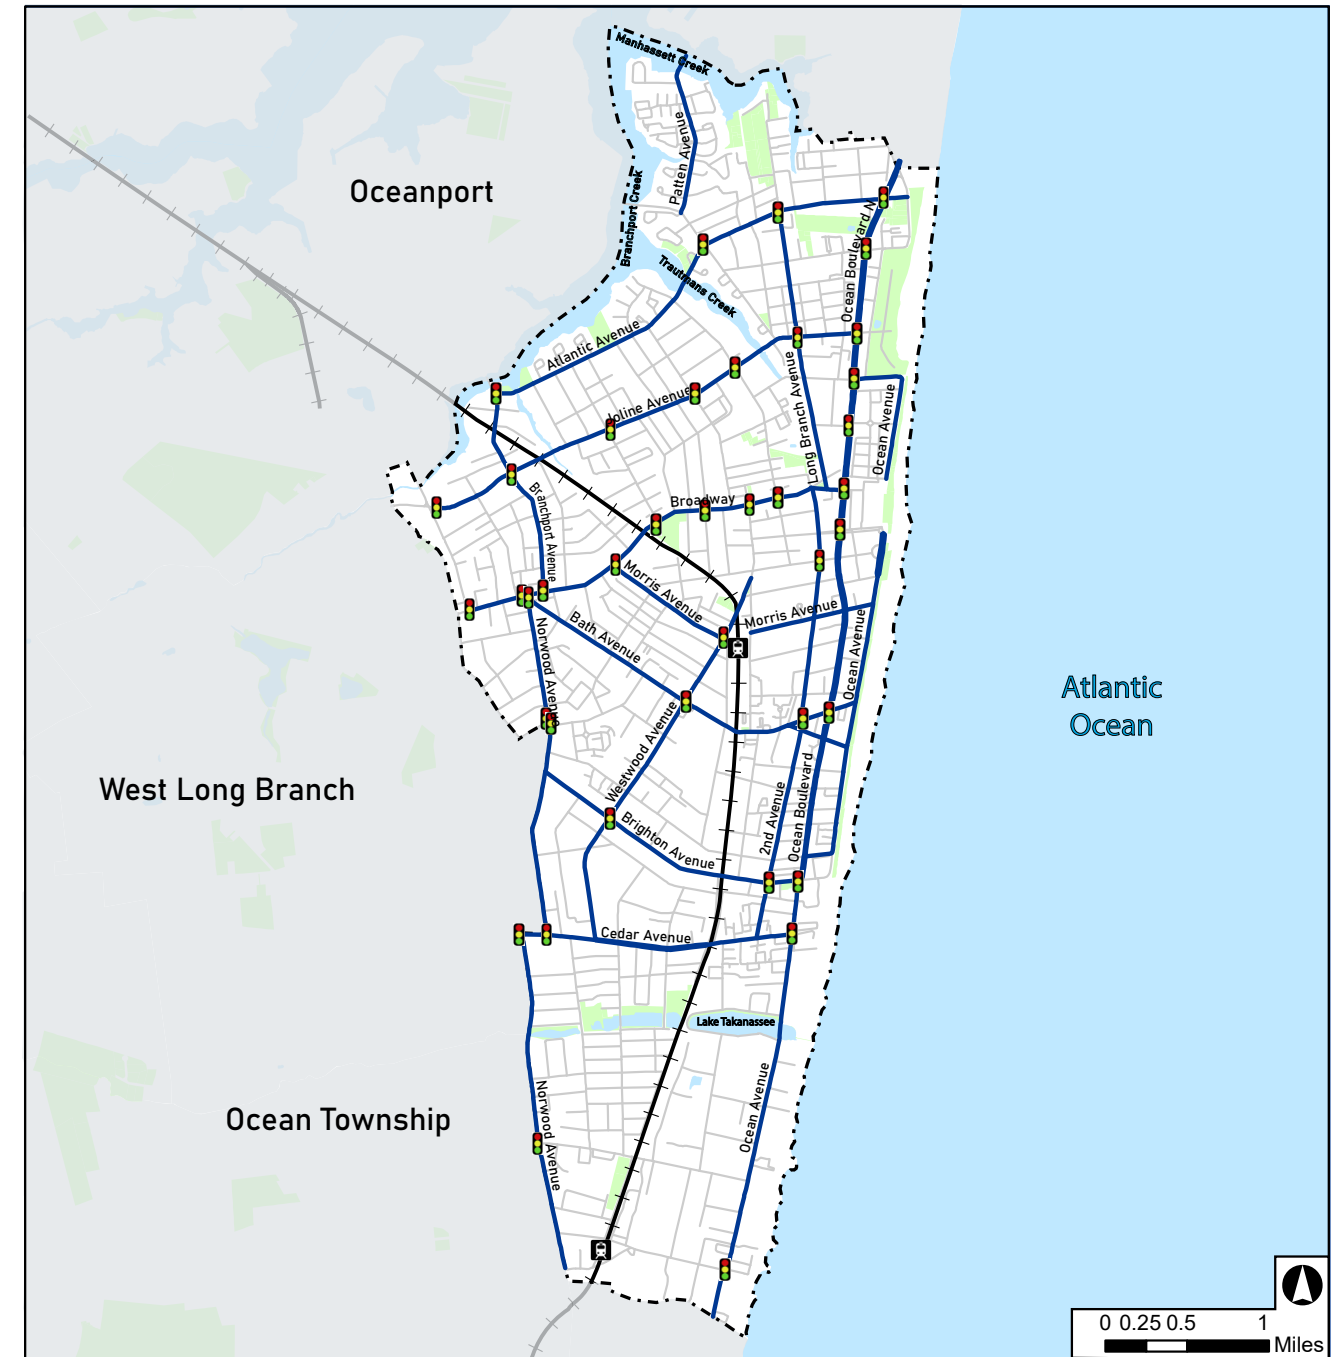 Manhassett Creek
Patten Avenue
Oceanport
Branchport Creek
Ocean Boulevard N
Trautmans Creek
Atlantic Avenue
Joline Avenue
Long Branch Avenue
Ocean Avenue
Broadway
Branchport Avenue
Morris Avenue
Morris Avenue
Bath Avenue
Norwood Avenue
Ocean Avenue
Atlantic
Ocean
Westwood Avenue
West Long Branch
2nd Avenue
Ocean Boulevard
Brighton Avenue
Cedar Avenue
Lake Takanassee
Ocean Township
Norwood Avenue
Ocean Avenue
0 0.25 0.5 1
Miles